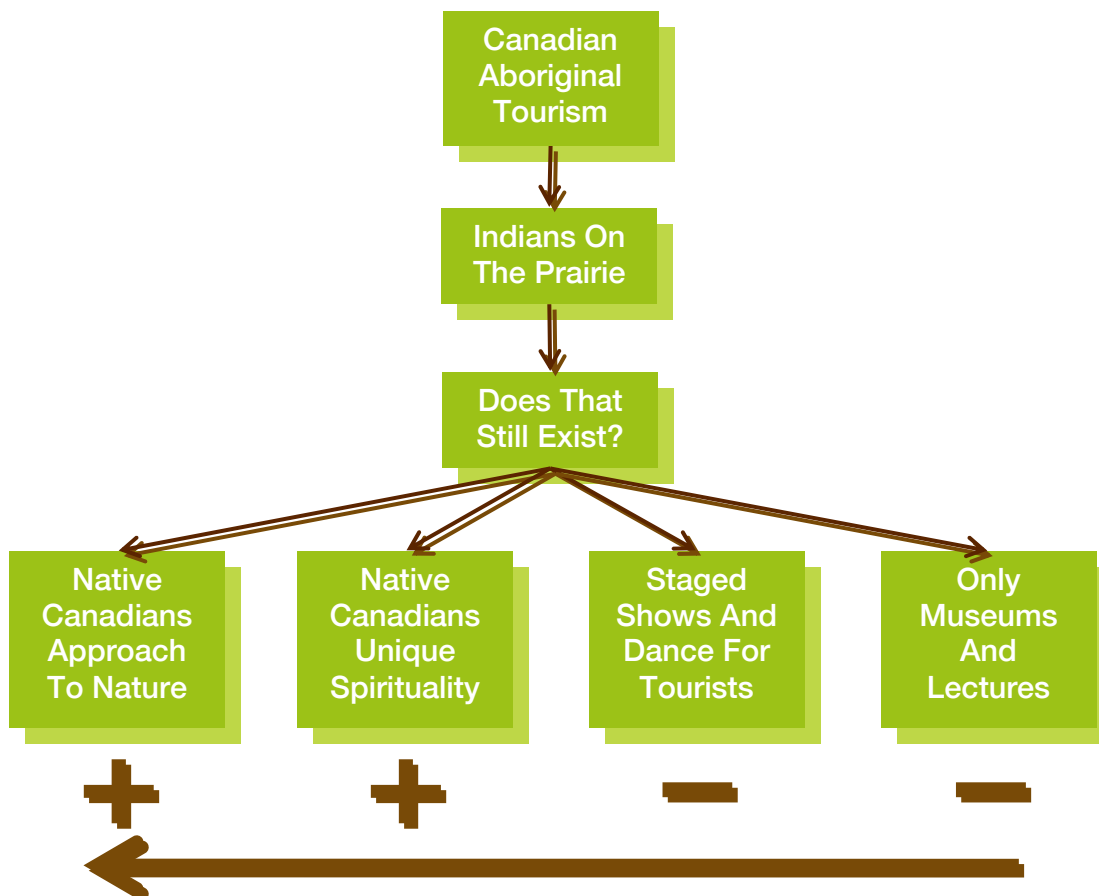 Canadian
Aboriginal
Tourism
Indians On
The Prairie
Does That
Still Exist?
Native
Canadians
Approach
To Nature
Native
Canadians
Unique
Spirituality
Staged
Shows And
Dance For
Tourists
Only
Museums
And
Lectures
+
+
−
−